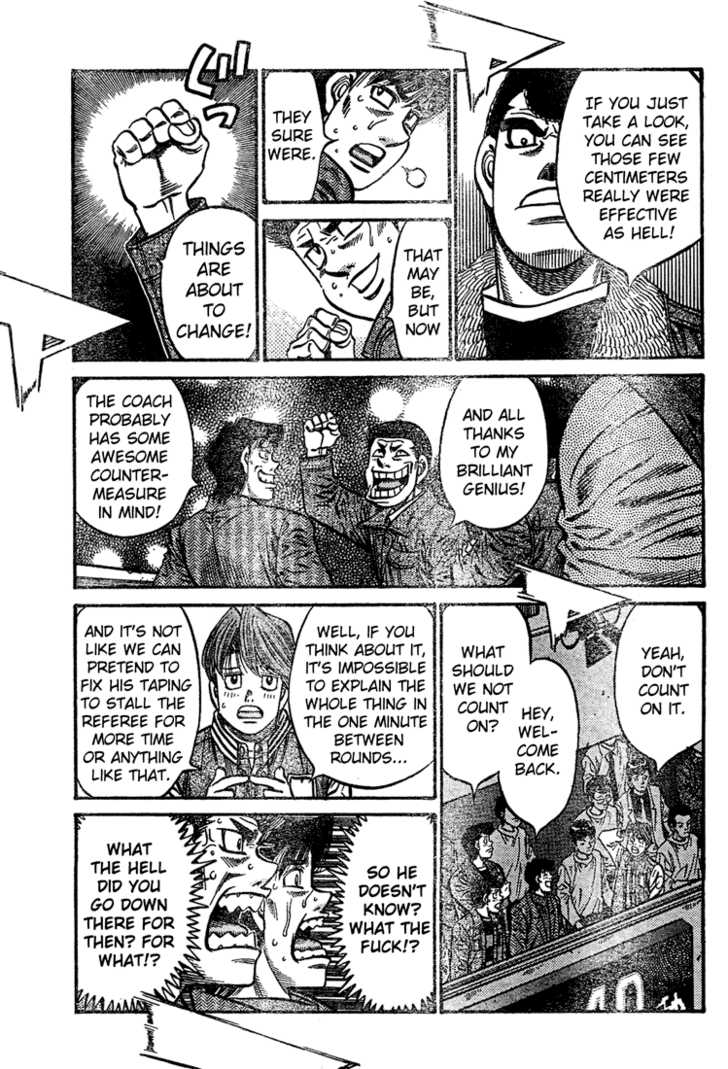 IF YOU JUST
TAKE A LOOK,
YOU CAN SEE
THOSE FEW
CENTIMETERS
REALLY WERE
EFFECTIVE
AS HELL!
THEY
SURE
WERE.
THAT
MAY
BE,
BUT
NOW
グッ
THINGS
ARE
ABOUT
TO
CHANGE!
AND ALL
THANKS
TO MY
BRILLIANT
GENIUS!
THE COACH
PROBABLY
HAS SOME
AWESOME
COUNTER-
MEASURE
IN MIND!
YEAH,
DON'T
COUNT
ON IT.
HEY,
WEL-
COME
BACK.
WHAT
SHOULD
WE NOT
COUNT
ON?
WELL, IF YOU
THINK ABOUT IT,
IT'S IMPOSSIBLE
TO EXPLAIN THE
WHOLE THING IN
THE ONE MINUTE
BETWEEN
ROUNDS...
AND IT'S NOT
LIKE WE CAN
PRETEND TO
FIX HIS TAPING
TO STALL THE
REFEREE FOR
MORE TIME
OR ANYTHING
LIKE THAT.
SO HE
DOESN'T
KNOW?
WHAT THE
FUCK!?
WHAT
THE HELL
DID YOU
GO DOWN
THERE FOR
THEN? FOR
WHAT!?